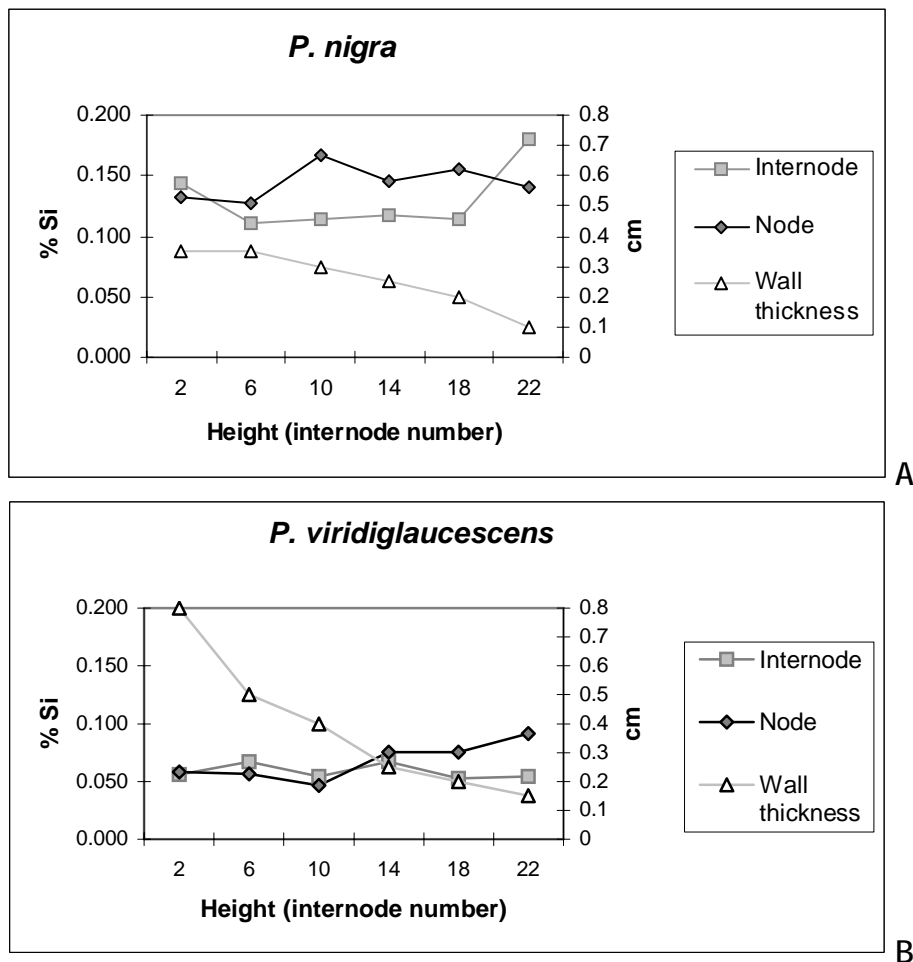 P. nigra
0.200
0.150
0.100
0.050
0.000
% Si
0.8
0.7
0.6
0.5
0.4
0.3
0.2
0.1
0
cm
2 6 10 14 18 22
Height (internode number)
Internode
Node
Wall
thickness
A
P. viridiglaucescens
0.200
0.150
0.100
0.050
0.000
% Si
0.8
0.7
0.6
0.5
0.4
0.3
0.2
0.1
0
cm
2 6 10 14 18 22
Height (internode number)
Internode
Node
Wall
thickness
B